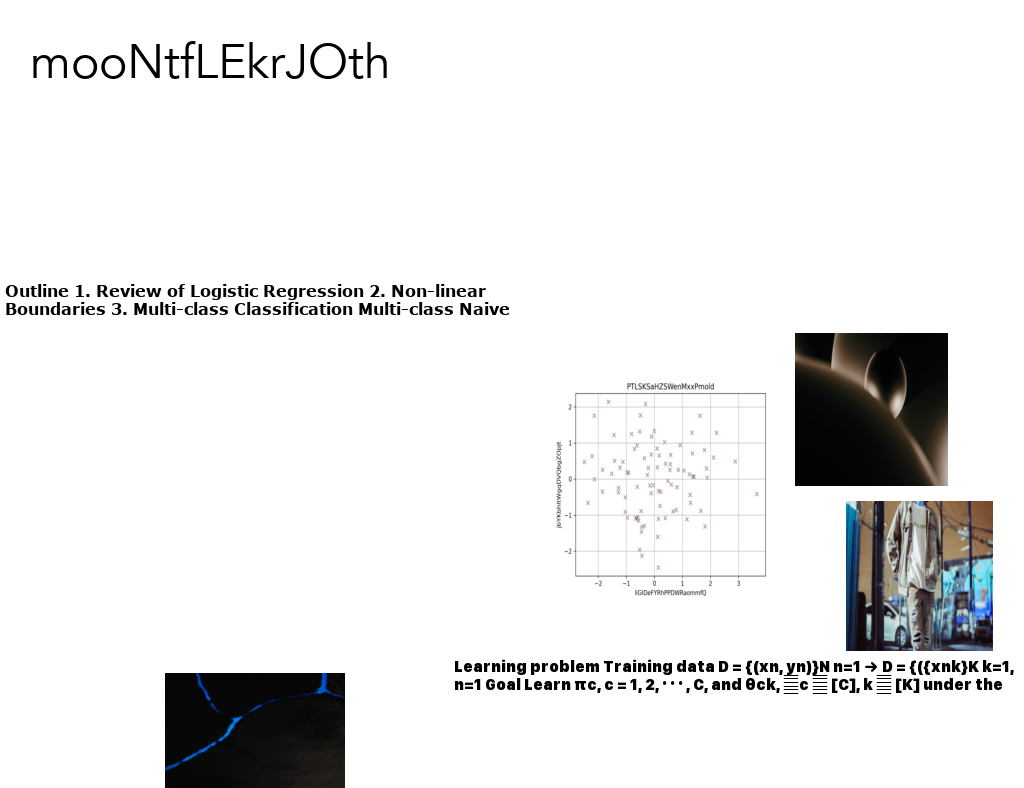 mooNtfLEkrJOth
Outline 1. Review of Logistic Regression 2. Non-linear
Boundaries 3. Multi-class Classification Multi-class Naive
PTLSKSaHZSWenMxxPmold
2
1
0
−1
−2
−2 −1 0 1 2 3
Learning problem Training data D = {(xn, yn)}N n=1 → D = {({xnk}K k=1,
n=1 Goal Learn πc, c = 1, 2, · · · , C, and θck, c [C], k [K] under the